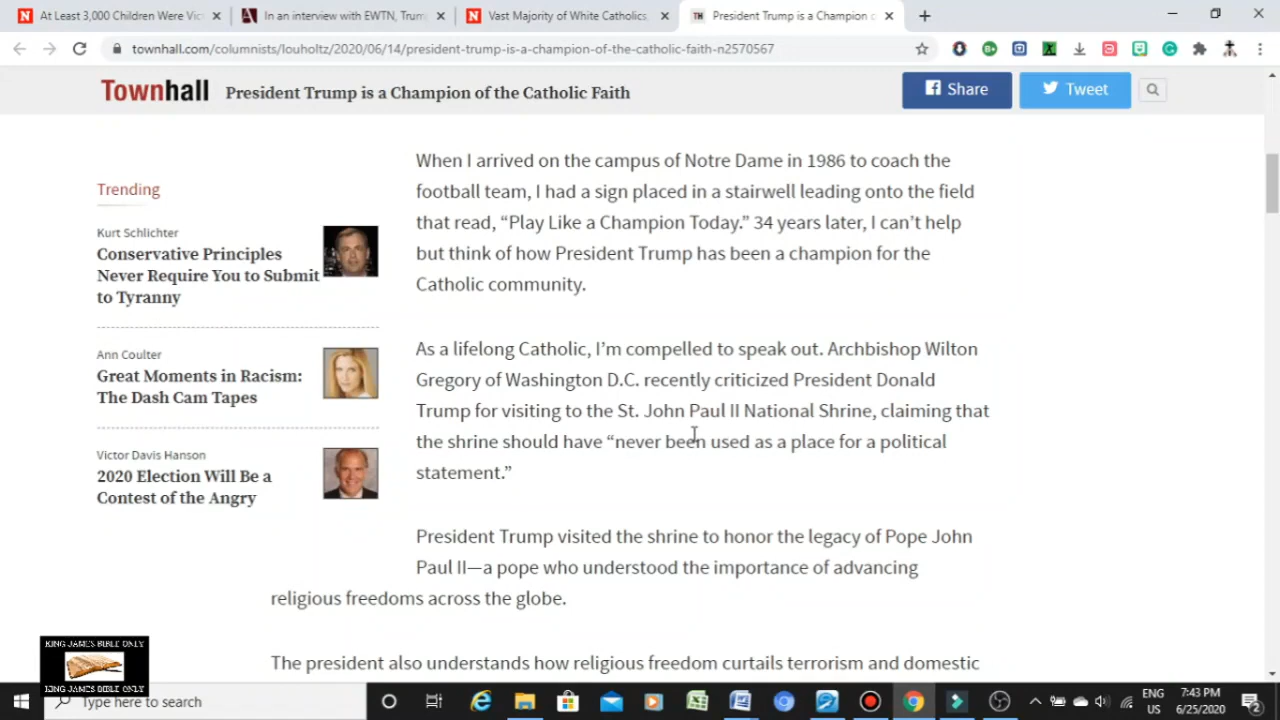 At Least 3,000 Children Were Vic
In an interview with EWTN, Trum
Vast Majority of White Catholics,
President Trump is a Champion o
townhall.com/columnists/louholtz/2020/06/14/president-trump-is-a-champion-of-the-catholic-faith-n2570567
Townhall
President Trump is a Champion of the Catholic Faith
Share
Tweet
Trending
Kurt Schlichter
Conservative Principles
Never Require You to Submit
to Tyranny
Ann Coulter
Great Moments in Racism:
The Dash Cam Tapes
Victor Davis Hanson
2020 Election Will Be a
Contest of the Angry
When I arrived on the campus of Notre Dame in 1986 to coach the
football team, I had a sign placed in a stairwell leading onto the field
that read, “Play Like a Champion Today.” 34 years later, I can’t help
but think of how President Trump has been a champion for the
Catholic community.
As a lifelong Catholic, I’m compelled to speak out. Archbishop Wilton
Gregory of Washington D.C. recently criticized President Donald
Trump for visiting to the St. John Paul II National Shrine, claiming that
the shrine should have “never been used as a place for a political
statement.”
President Trump visited the shrine to honor the legacy of Pope John
Paul II—a pope who understood the importance of advancing
religious freedoms across the globe.
The president also understands how religious freedom curtails terrorism and domestic
KING JAMES BIBLE ONLY
KING JAMES BIBLE ONLY
Type here to search
ENG
US
7:43 PM
6/25/2020
2